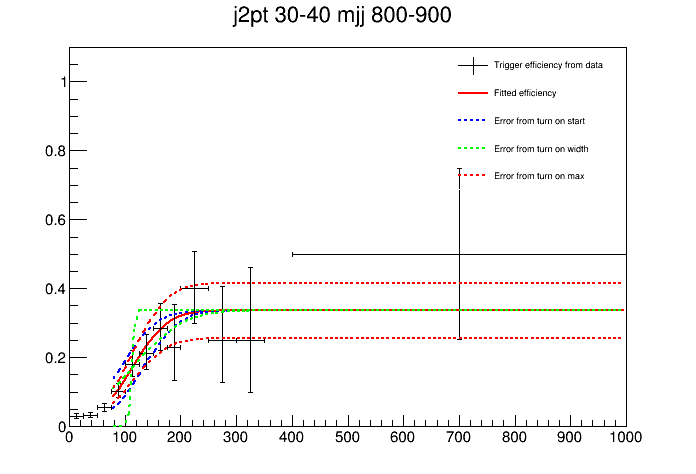 j2pt 30-40 mjj 800-900
Trigger efficiency from data
Fitted efficiency
Error from turn on start
Error from turn on width
Error from turn on max
1
0.8
0.6
0.4
0.2
0
0 100 200 300 400 500 600 700 800 900 1000